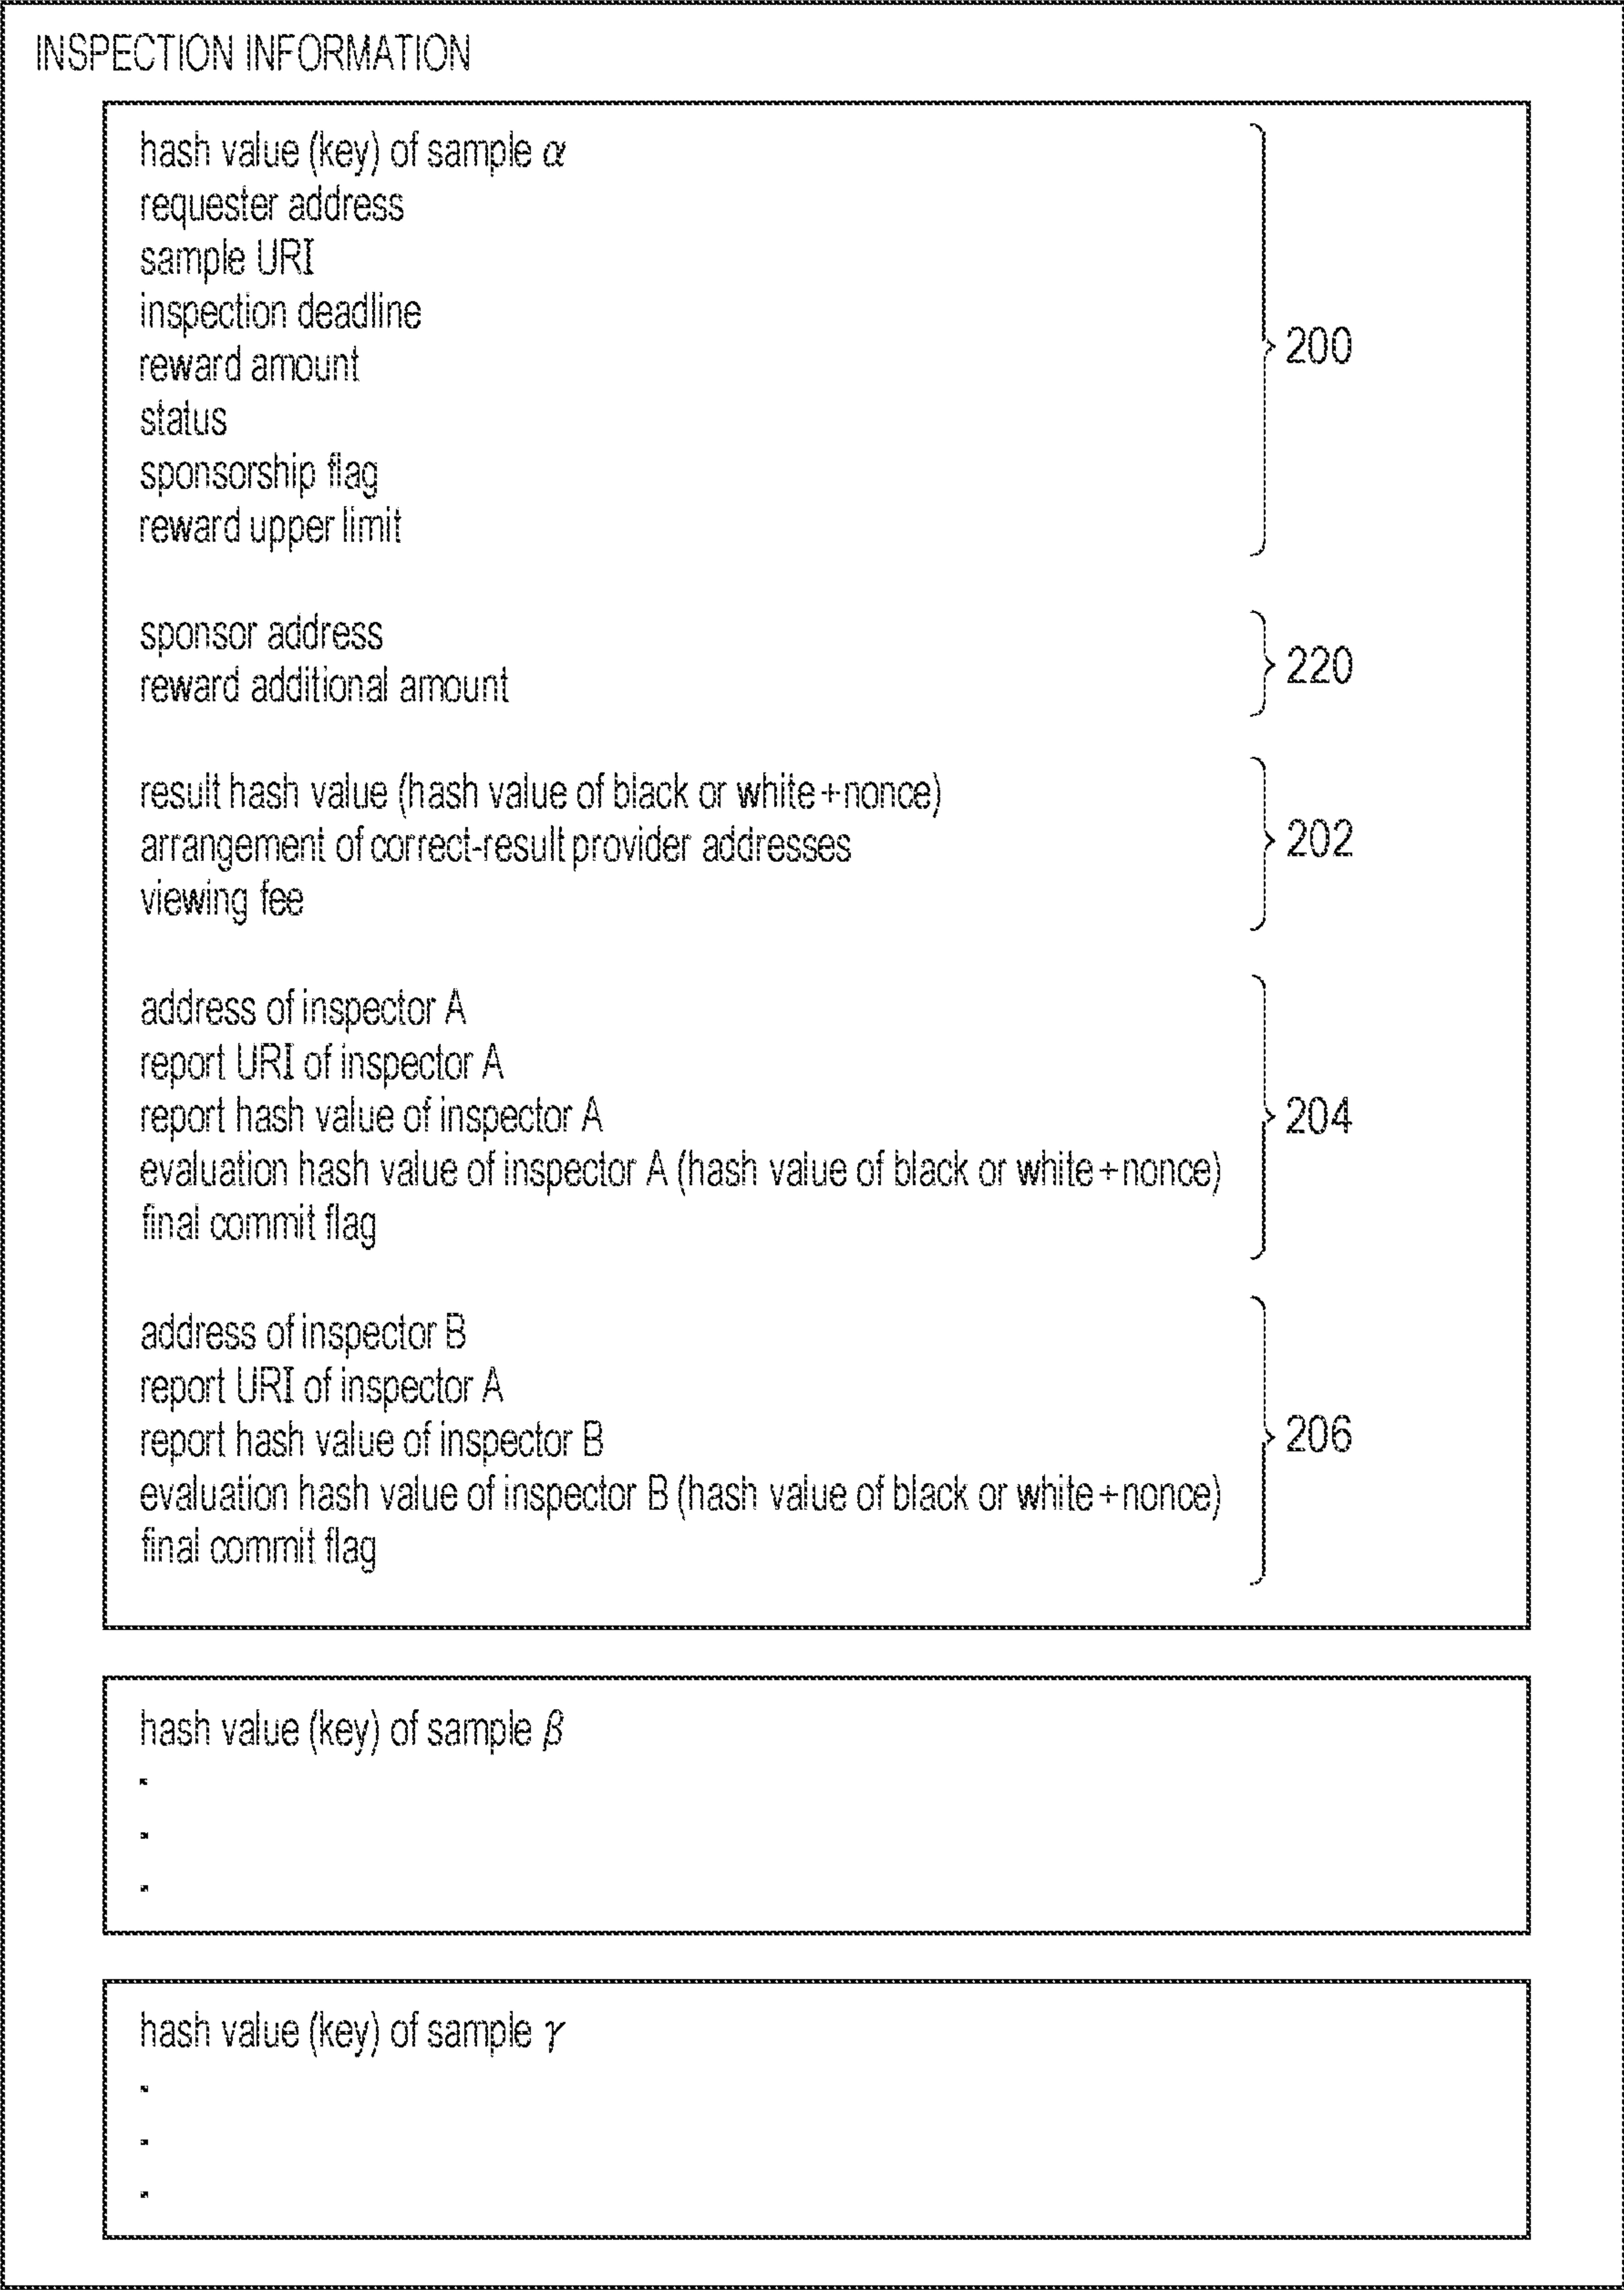 INSPECTION INFORMATION
hash value (key) of sample α
requester address
sample URI
inspection deadline
reward amount
status
sponsorship flag
reward upper limit
200
sponsor address
reward additional amount
220
result hash value (hash value of black or white+nonce)
arrangement of correct-result provider addresses
viewing fee
202
address of inspector A
report URI of inspector A
report hash value of inspector A
evaluation hash value of inspector A (hash value of black or white+nonce)
final commit flag
204
address of inspector B
report URI of inspector A
report hash value of inspector B
evaluation hash value of inspector B (hash value of black or white+nonce)
final commit flag
206
hash value (key) of sample β
.
.
.
hash value (key) of sample γ
.
.
.